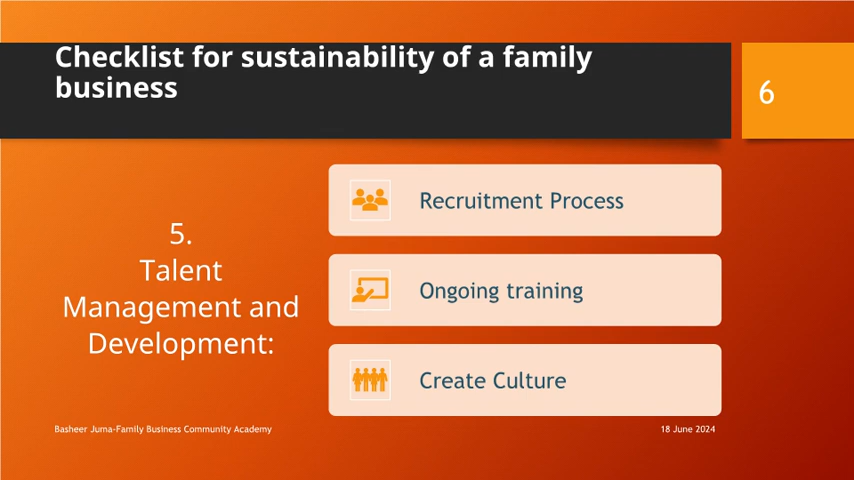 Checklist for sustainability of a family
business
6
5.
Talent
Management and
Development:
Recruitment Process
Ongoing training
Create Culture
Basheer Juma-Family Business Community Academy
18 June 2024